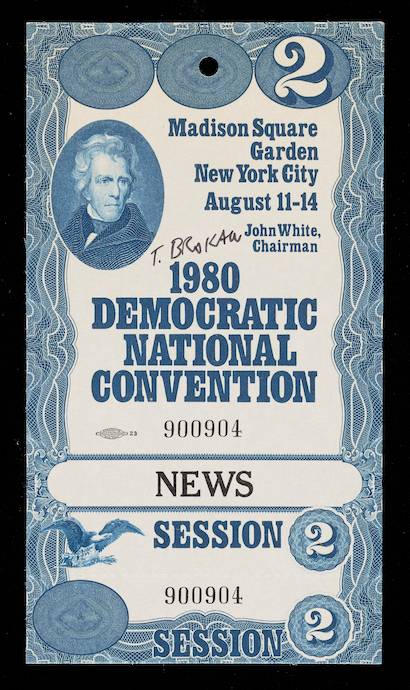 2
Madison Square
Garden
New York City
August 11-14
John White,
Chairman
T. BROKAW
1980
DEMOCRATIC
NATIONAL
CONVENTION
23 900904
NEWS
SESSION 2
900904
SESSION 2